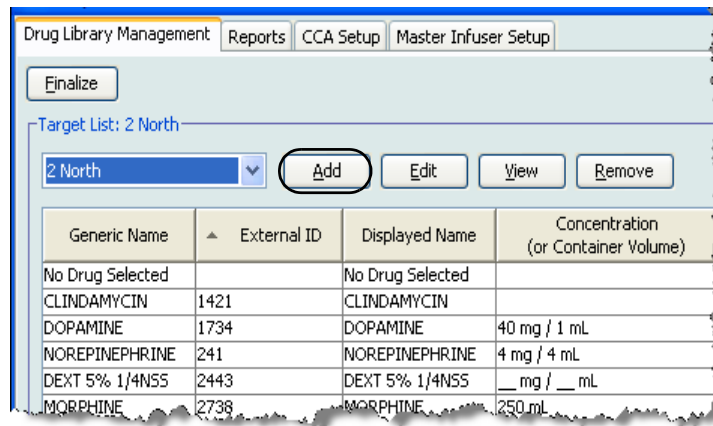 Drug Library Management Reports CCA Setup Master Infuser Setup
Finalize
Target List: 2 North
2 North Add Edit View Remove
Generic Name External ID Displayed Name Concentration (or Container Volume)
No Drug Selected No Drug Selected
CLINDAMYCIN 1421 CLINDAMYCIN
DOPAMINE 1734 DOPAMINE 40 mg / 1 mL
NOREPINEPHRINE 241 NOREPINEPHRINE 4 mg / 4 mL
DEXT 5% 1/4NSS 2443 DEXT 5% 1/4NSS __ mg / __ mL
MORPHINE 2738 MORPHINE 250 mL